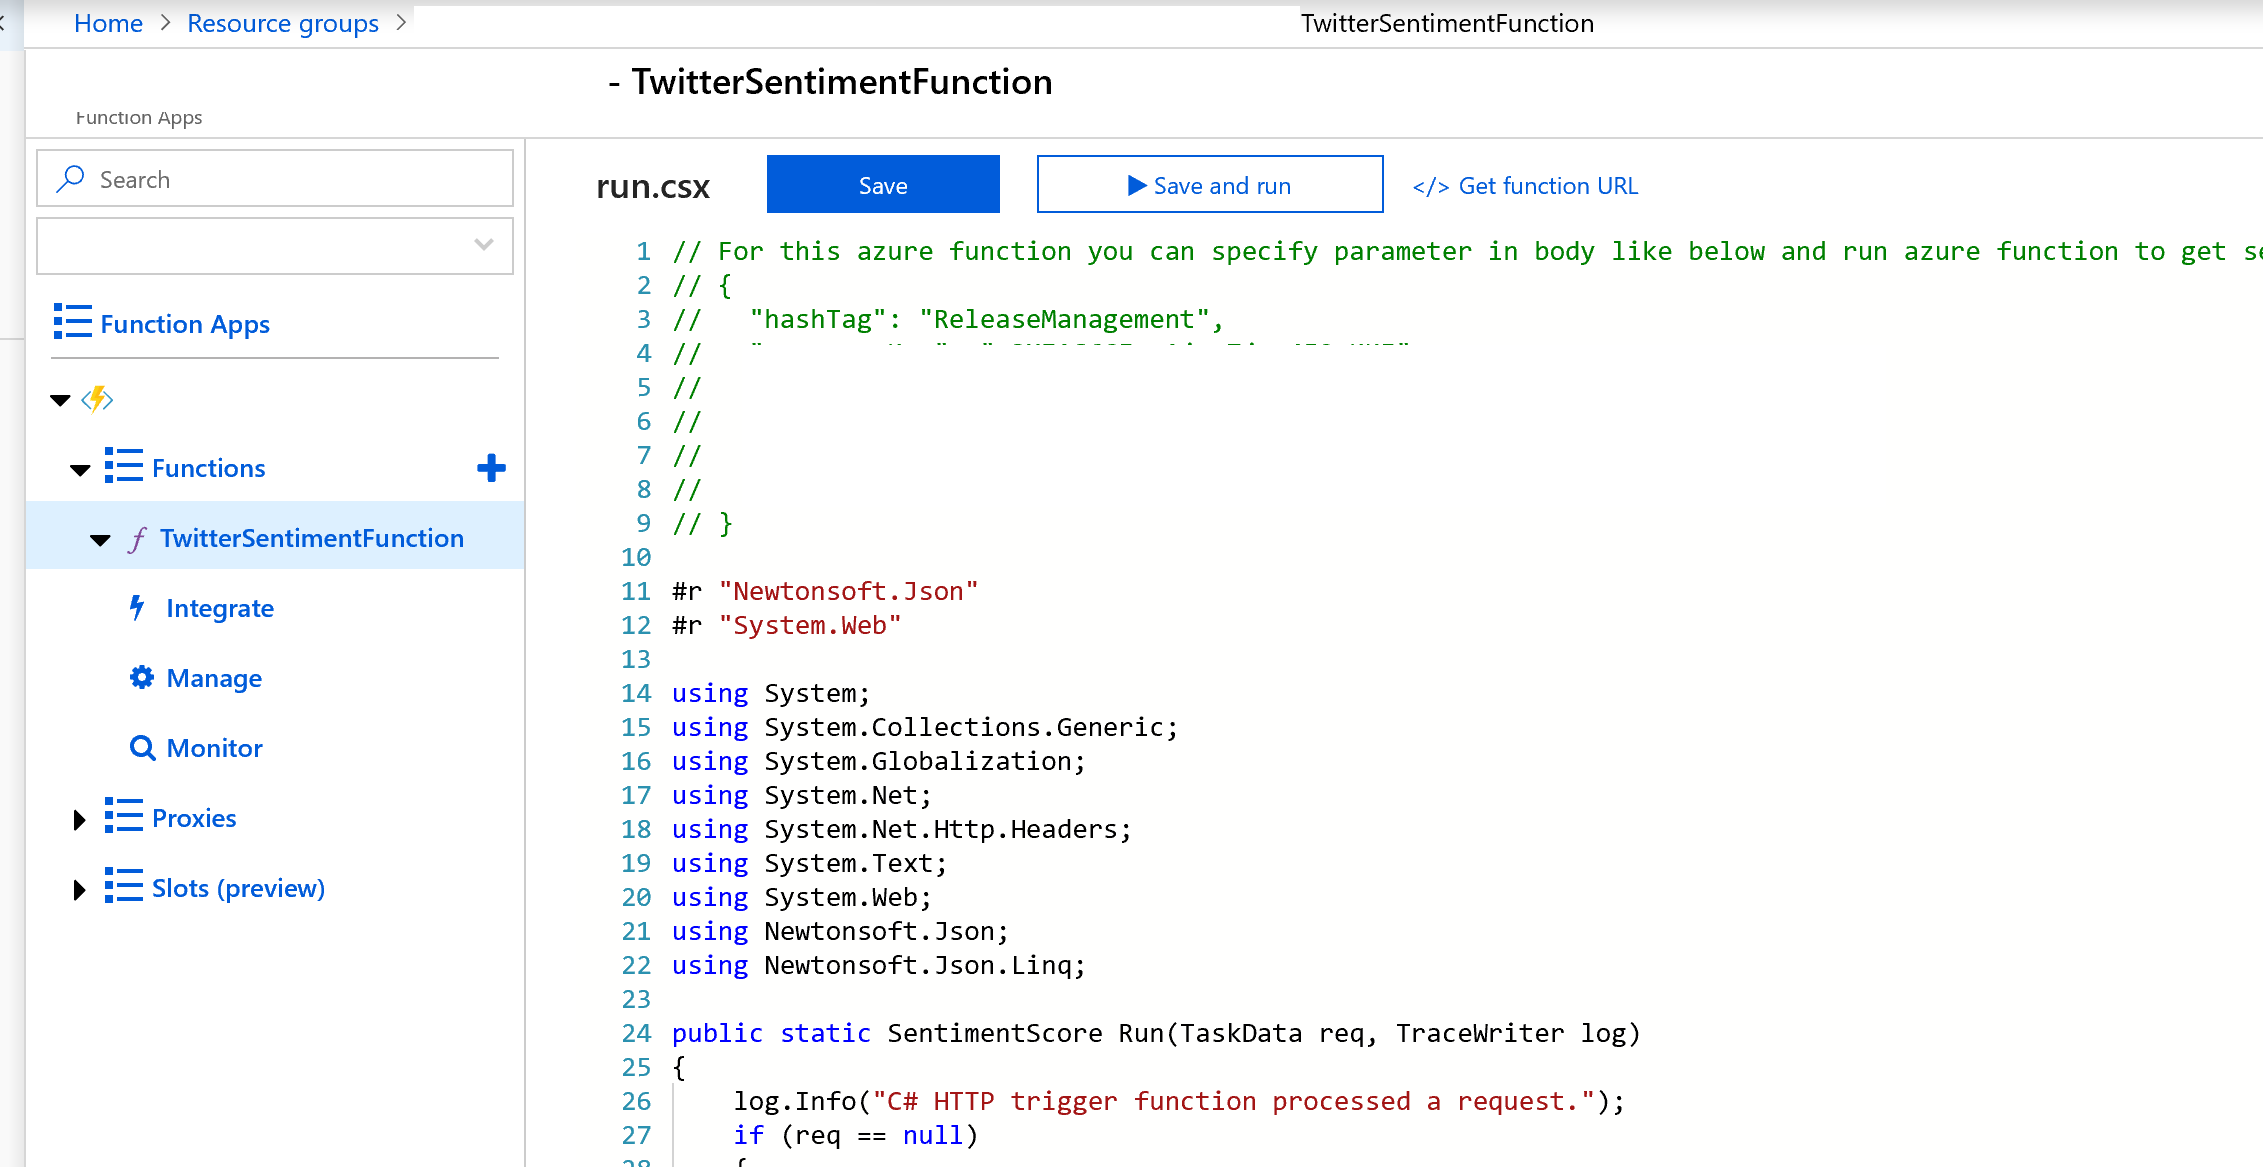 Home > Resource groups > TwitterSentimentFunction
- TwitterSentimentFunction
Function Apps
Search
Function Apps
Functions
TwitterSentimentFunction
Integrate
Manage
Monitor
Proxies
Slots (preview)
run.csx
Save
Save and run
</> Get function URL
1 // For this azure function you can specify parameter in body like below and run azure function to get
2 // {
3 //   "hashTag": "ReleaseManagement",
4 //
5 //
6 //
7 //
8 //
9 // }
10
11 #r "Newtonsoft.Json"
12 #r "System.Web"
13
14 using System;
15 using System.Collections.Generic;
16 using System.Globalization;
17 using System.Net;
18 using System.Net.Http.Headers;
19 using System.Text;
20 using System.Web;
21 using Newtonsoft.Json;
22 using Newtonsoft.Json.Linq;
23
24 public static SentimentScore Run(TaskData req, TraceWriter log)
25 {
26     log.Info("C# HTTP trigger function processed a request.");
27     if (req == null)